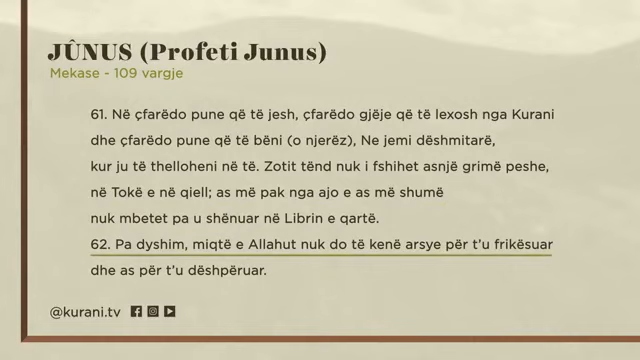 JÛNUS (Profeti Junus)
Mekase - 109 vargje
61. Në çfarëdo pune që të jesh, çfarëdo gjëje që të lexosh nga Kurani
dhe çfarëdo pune që të bëni (o njerëz), Ne jemi dëshmitarë,
kur ju të thelloheni në të. Zotit tënd nuk i fshihet asnjë grimë peshe,
në Tokë e në qiell; as më pak nga ajo e as më shumë
nuk mbetet pa u shënuar në Librin e qartë.
62. Pa dyshim, miqtë e Allahut nuk do të kenë arsye për t’u frikësuar
dhe as për t’u dëshpëruar.
@kurani.tv